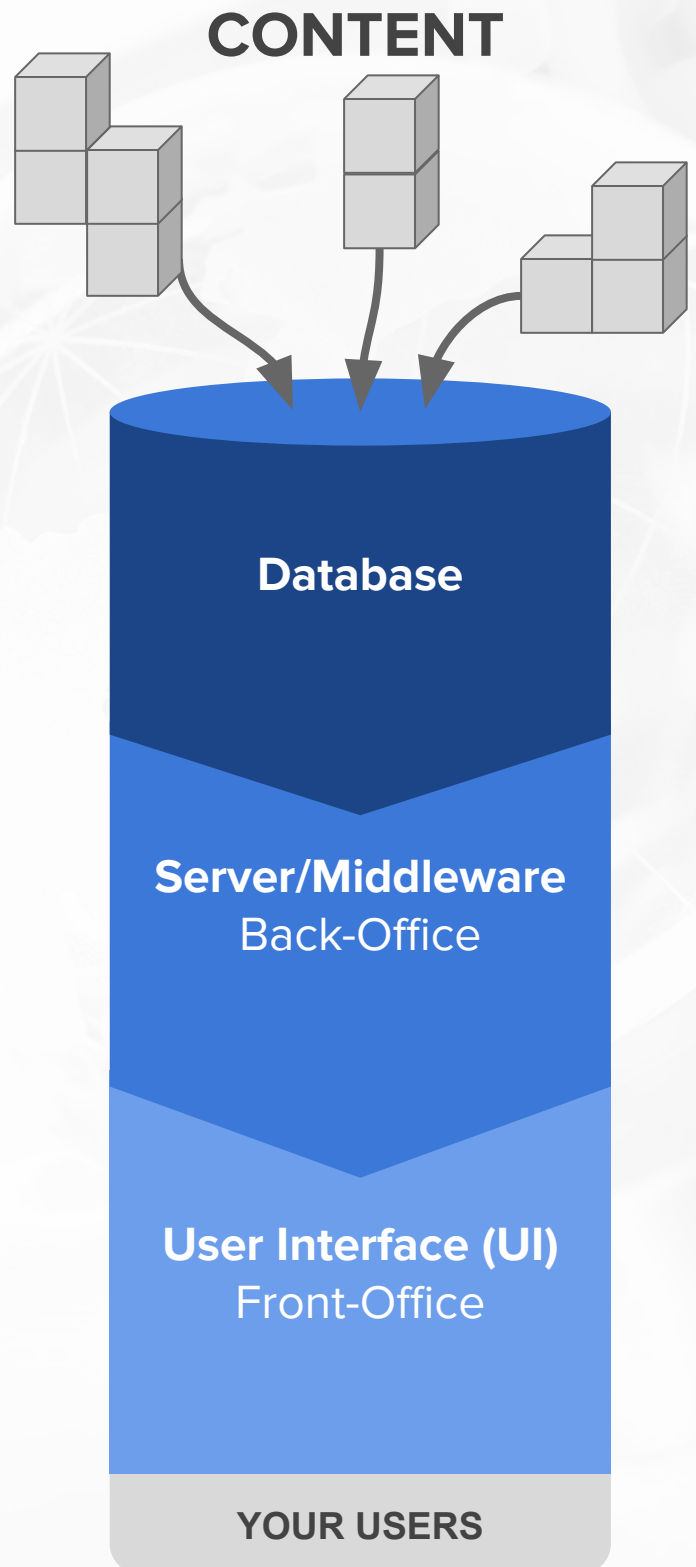 CONTENT
Database
Server/Middleware
Back-Office
User Interface (UI)
Front-Office
YOUR USERS